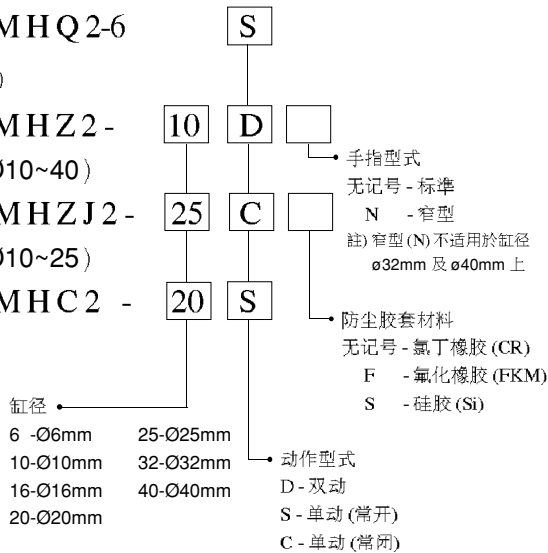 MHQ2-6 S
)
MHZ2- 10 D
Ø10~40)
MHZJ2- 25 C
Ø10~25)
MHC2 - 20 S
手指型式
无记号 - 标准
N - 窄型
註) 窄型 (N) 不适用於缸径
ø32mm 及 ø40mm 上
防尘胶套材料
无记号 - 氯丁橡胶 (CR)
F - 氟化橡胶 (FKM)
S - 硅胶 (Si)
缸径
6 -Ø6mm 25-Ø25mm
10-Ø10mm 32-Ø32mm
16-Ø16mm 40-Ø40mm
20-Ø20mm
动作型式
D - 双动
S - 单动 (常开)
C - 单动 (常闭)